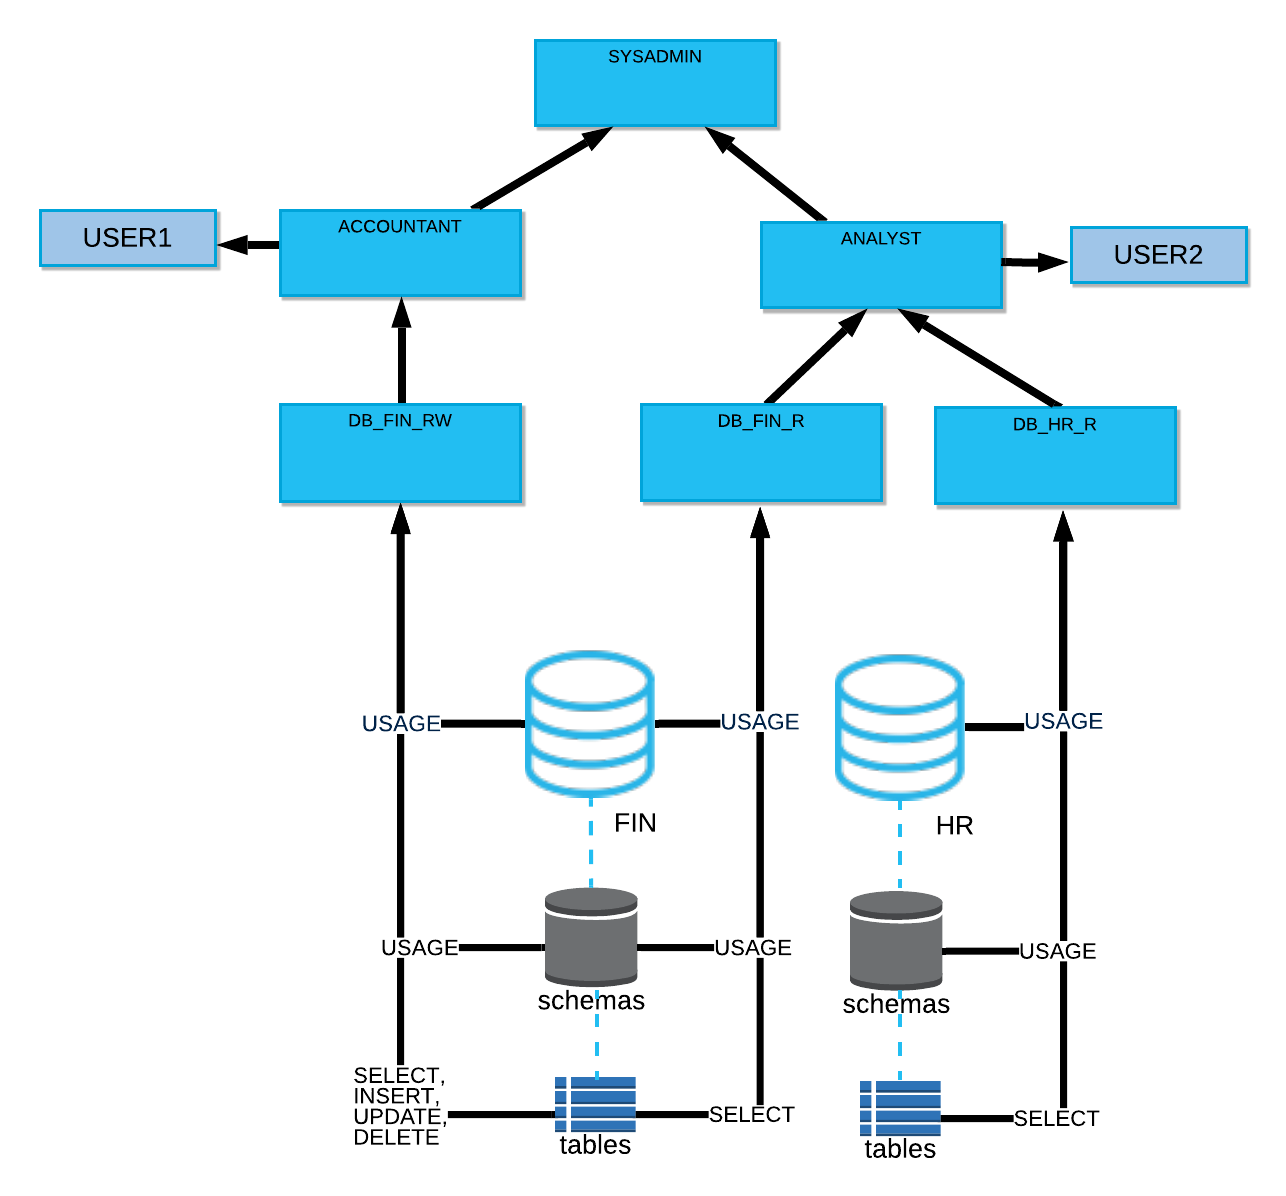 SYSADMIN
USER1
ACCOUNTANT
ANALYST
USER2
DB_FIN_RW
DB_FIN_R
DB_HR_R
USAGE
USAGE
USAGE
FIN
HR
USAGE
USAGE
USAGE
schemas
schemas
SELECT,
INSERT,
UPDATE,
DELETE
SELECT
SELECT
tables
tables